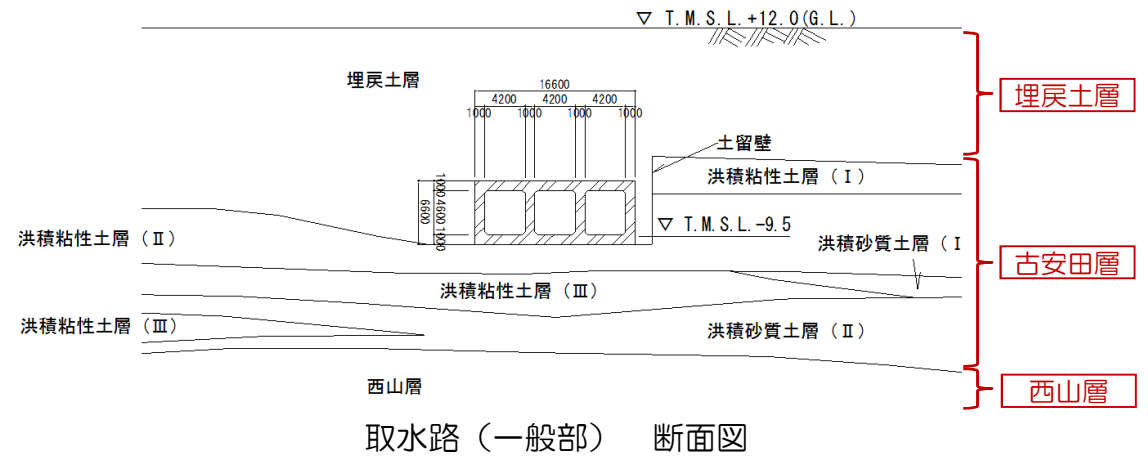 ▽ T.M.S.L.+12.0(G.L.)
埋戻土層
埋戻土層
16600
4200 4200 4200
1000 1000 1000 1000
土留壁
洪積粘性土層(Ⅰ)
1000
4600
1000
6600
▽ T.M.S.L.-9.5
洪積粘性土層(Ⅱ)
洪積砂質土層(I
古安田層
洪積粘性土層(Ⅲ)
洪積粘性土層(Ⅲ)
洪積砂質土層(Ⅱ)
西山層
西山層
取水路(一般部) 断面図